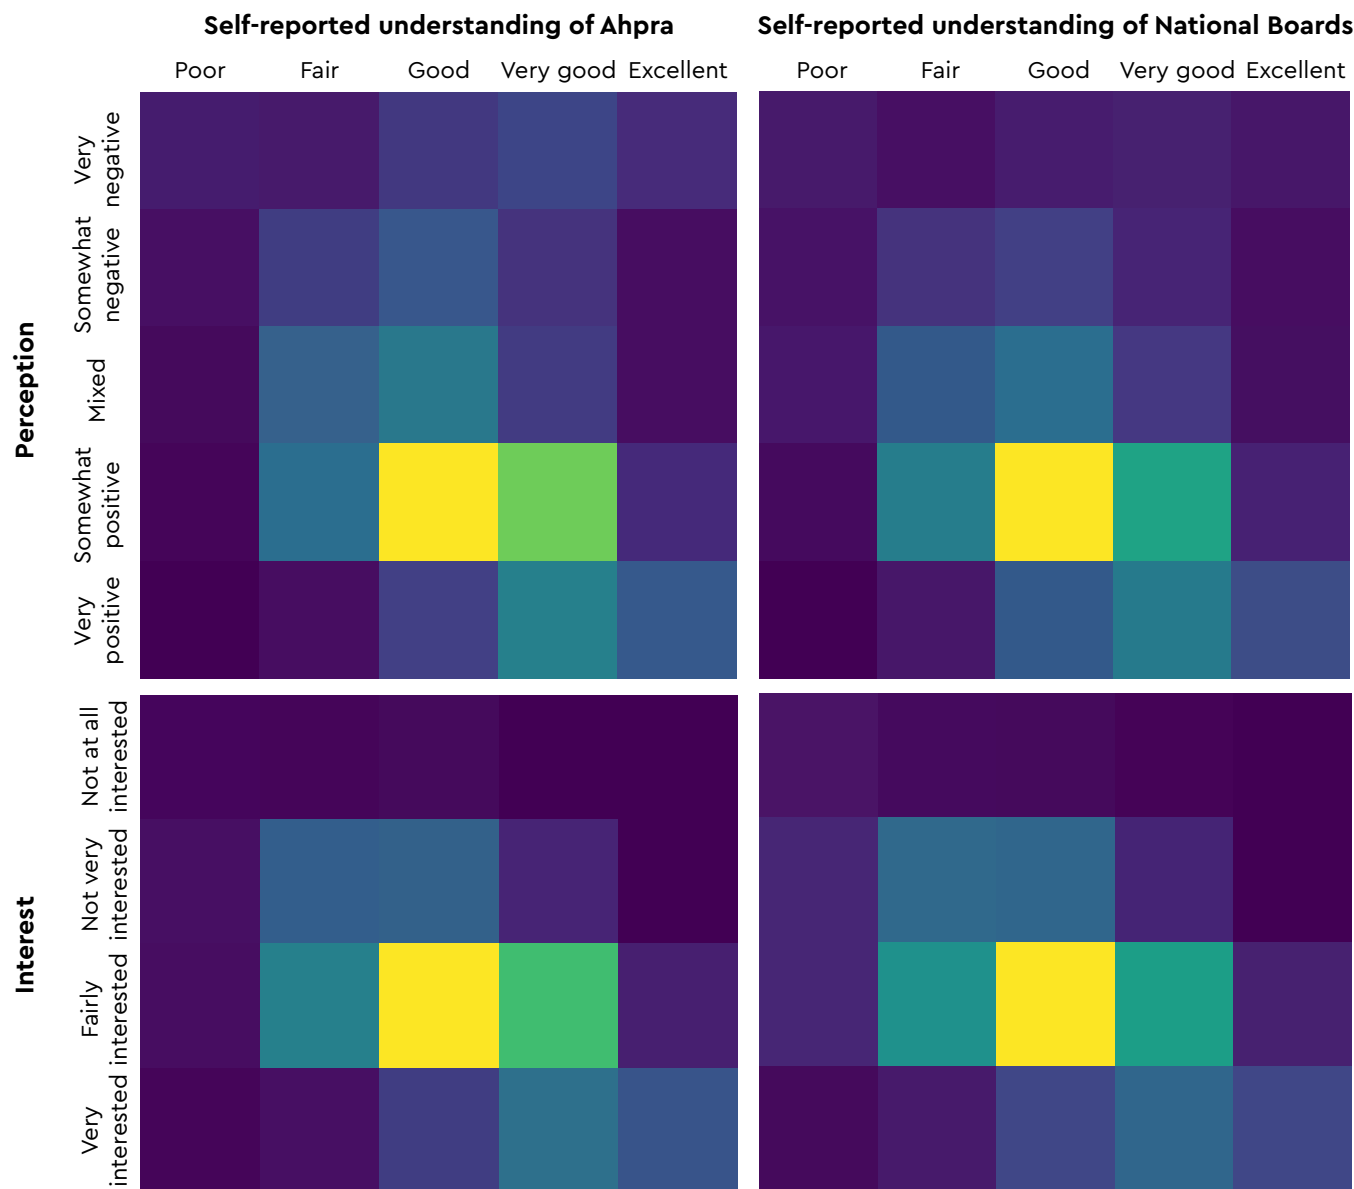 Self-reported understanding of Ahpra
Self-reported understanding of National Boards
Poor Fair Good Very good Excellent
Poor Fair Good Very good Excellent
Perception
Very
negative
Somewhat
negative
Mixed
Somewhat
positive
Very
positive
Interest
Not at all
interested
Not very
interested
Fairly
interested
Very
interested